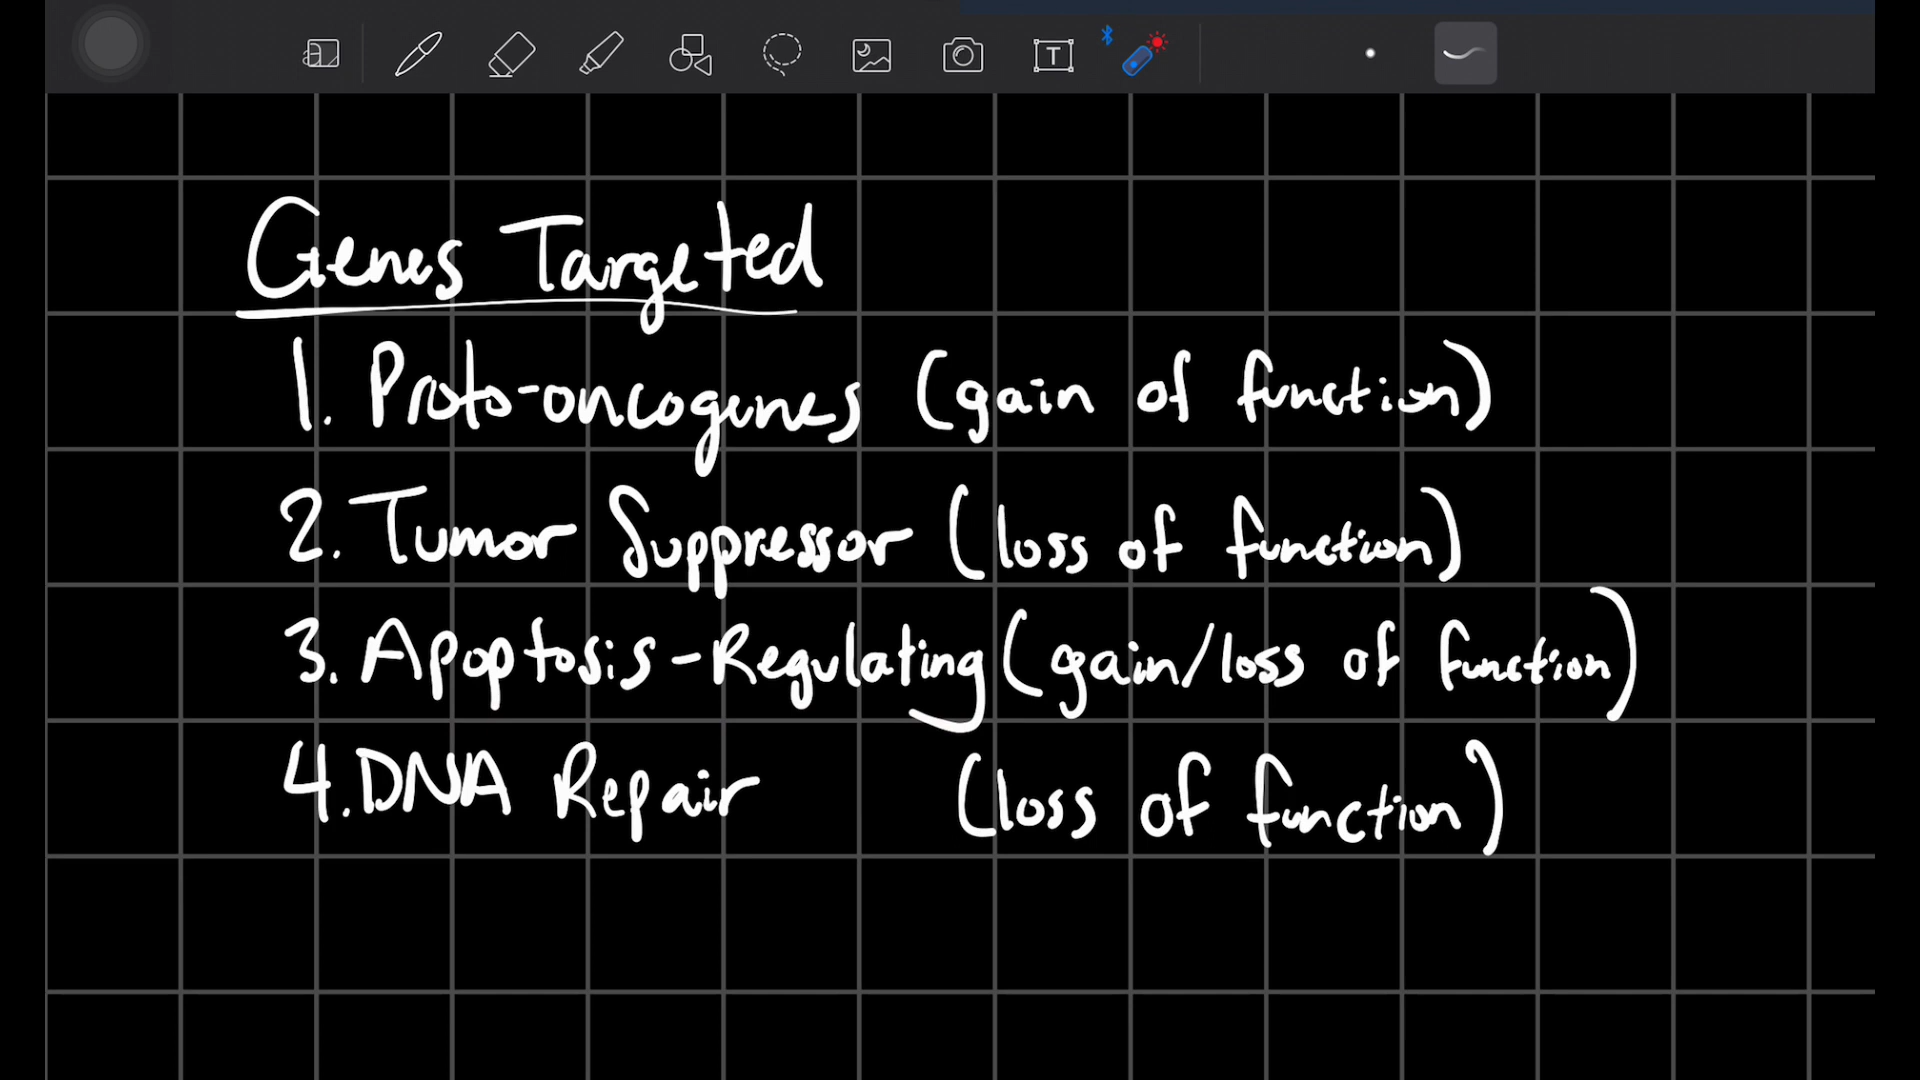 Genes Targeted
1. Proto-oncogenes (gain of function)
2. Tumor Suppressor (loss of function)
3. Apoptosis-Regulating (gain/loss of function)
4. DNA Repair (loss of function)